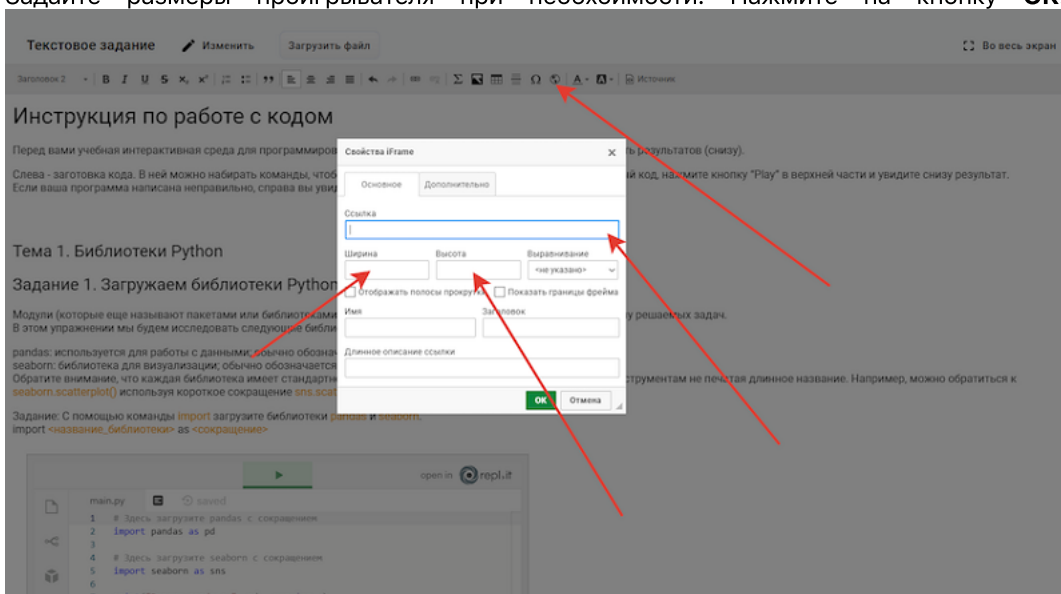 Задайте размеры проигрывателя при необхоимости. Нажмите на кнопку ОК
Текстовое задание Изменить Загрузить файл Во весь экран
Заголовок 2 B I U S x₂ x² Σ Ω A A Источник
Инструкция по работе с кодом
Перед вами учебная интерактивная среда для программиров ть результатов (снизу).
Слева - заготовка кода. В ней можно набирать команды, чтоб й код, нажмите кнопку "Play" в верхней части и увидите снизу результат.
Если ваша программа написана неправильно, справа вы увид
Свойства iFrame
Основное Дополнительно
Ссылка
Ширина Высота Выравнивание
<не указано>
Отображать полосы прокрутки Показать границы фрейма
Имя Заголовок
Длинное описание ссылки
ОК Отмена
Тема 1. Библиотеки Python
Задание 1. Загружаем библиотеки Python
Модули (которые еще называют пакетами или библиотеками у решаемых задач.
В этом упражнении мы будем исследовать следующие библи
pandas: используется для работы с данными; обычно обознач
seaborn: библиотека для визуализации; обычно обозначается
Обратите внимание, что каждая библиотека имеет стандартн струментам не печатая длинное название. Например, можно обратиться к
seaborn.scatterplot() используя короткое сокращение sns.scat
Задание: С помощью команды import загрузите библиотеки pandas и seaborn.
import <название_библиотеки> as <сокращение>
open in repl.it
main.py saved
1 # Здесь загрузите pandas с сокращением
2 import pandas as pd
3
4 # Здесь загрузите seaborn с сокращением
5 import seaborn as sns
6